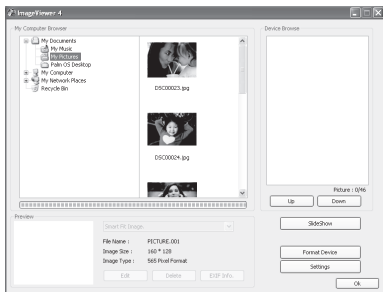 ImageViewer 4
My Computer Browser
Device Browse
My Documents
My Music
My Pictures
Palm OS Desktop
My Computer
My Network Places
Recycle Bin
DSC00023.jpg
DSC00024.jpg
Picture : 0/46
Up
Down
Preview
Smart Fit Image
File Name : PICTURE.001
Image Size : 160 * 120
Image Type : 565 Pixel Format
Edit
Delete
EXIF Info..
SlideShow
Format Device
Settings
Ok